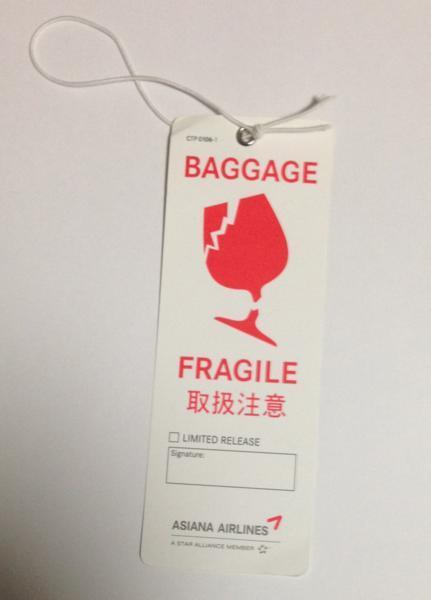 CTP 0106-1
BAGGAGE
FRAGILE
取扱注意
LIMITED RELEASE
Signature:
ASIANA AIRLINES
A STAR ALLIANCE MEMBER